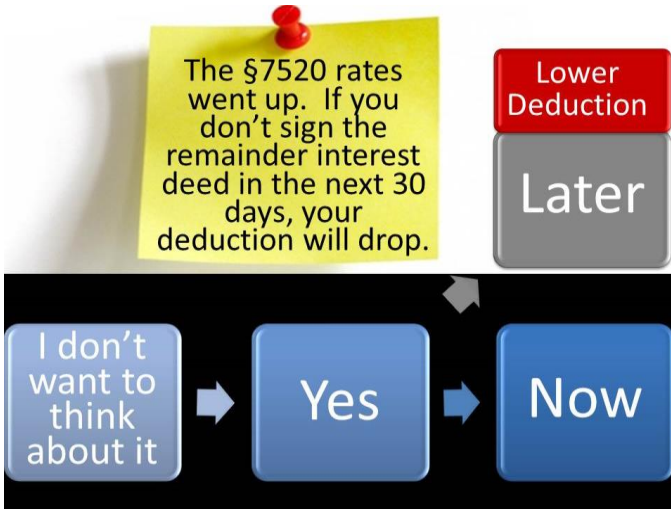 The §7520 rates
went up.  If you
don't sign the
remainder interest
deed in the next 30
days, your
deduction will drop.
Lower
Deduction
Later
I don't
want to
think
about it
Yes
Now